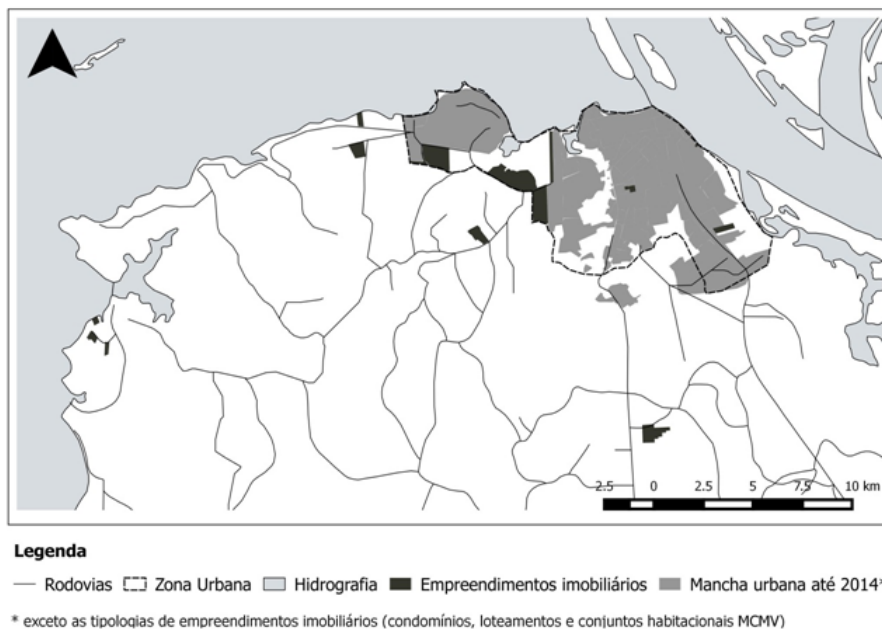 2.5 0 2.5 5 7.5 10 km
Legenda
Rodovias Zona Urbana Hidrografia Empreendimentos imobiliários Mancha urbana até 2014*
* exceto as tipologias de empreendimentos imobiliários (condomínios, loteamentos e conjuntos habitacionais MCMV)